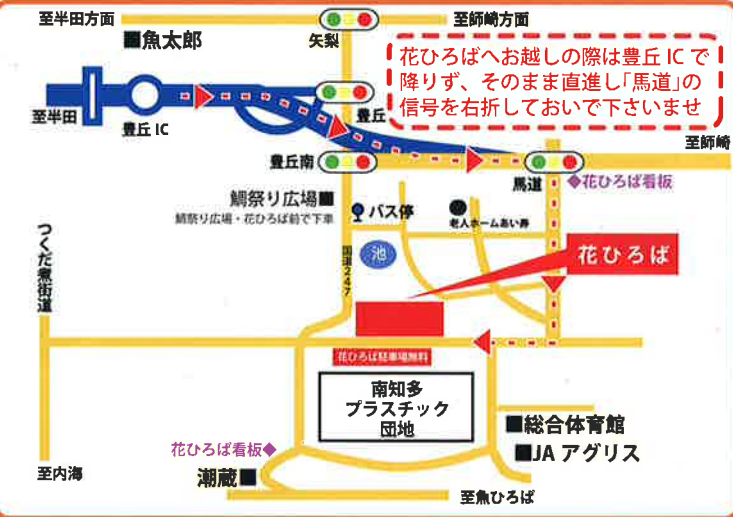 至半田方面
至師崎方面
■魚太郎
矢梨
花ひろばへお越しの際は豊丘ICで
降りず、そのまま直進し「馬道」の
信号を右折しておいで下さいませ
至半田
豊丘IC
豊丘
至師崎
豊丘南
馬道
◆花ひろば看板
鯛祭り広場■
鯛祭り広場・花ひろば前で下車
バス停
老人ホームあい寿
つくだ煮街道
国道247
池
花ひろば
花ひろば駐車場無料
南知多
プラスチック
団地
■総合体育館
■JAアグリス
花ひろば看板◆
潮蔵■
至内海
至魚ひろば